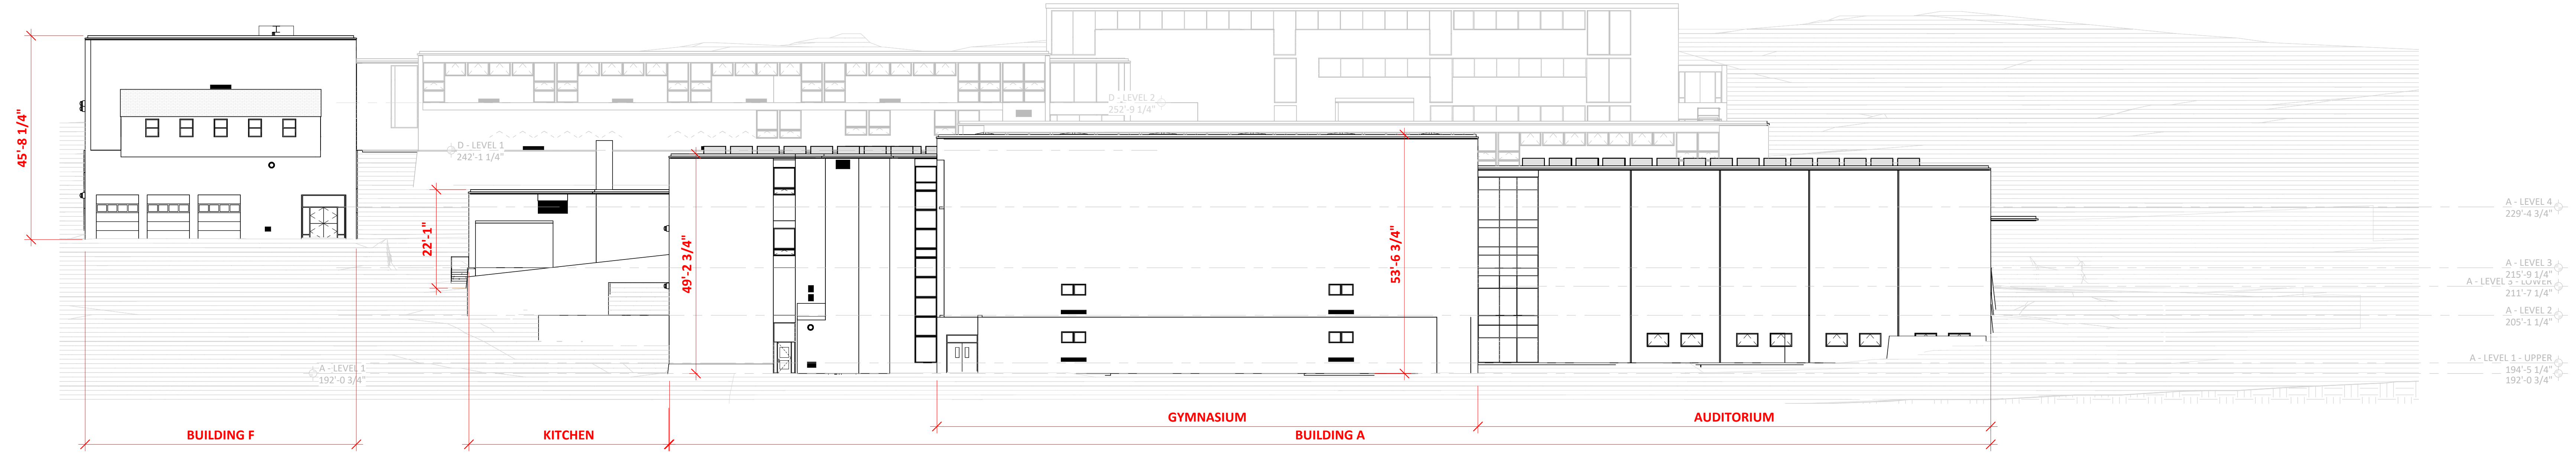 D - LEVEL 2
252'-9 1/4"
45'-8 1/4"
D - LEVEL 1
242'-1 1/4"
22'-1"
49'-2 3/4"
53'-6 3/4"
A - LEVEL 4
229'-4 3/4"
A - LEVEL 3
215'-9 1/4"
A - LEVEL 3 - LOWER
211'-7 1/4"
A - LEVEL 2
205'-1 1/4"
A - LEVEL 1 - UPPER
194'-5 1/4"
192'-0 3/4"
A - LEVEL 1
192'-0 3/4"
GYMNASIUM
AUDITORIUM
BUILDING F
KITCHEN
BUILDING A